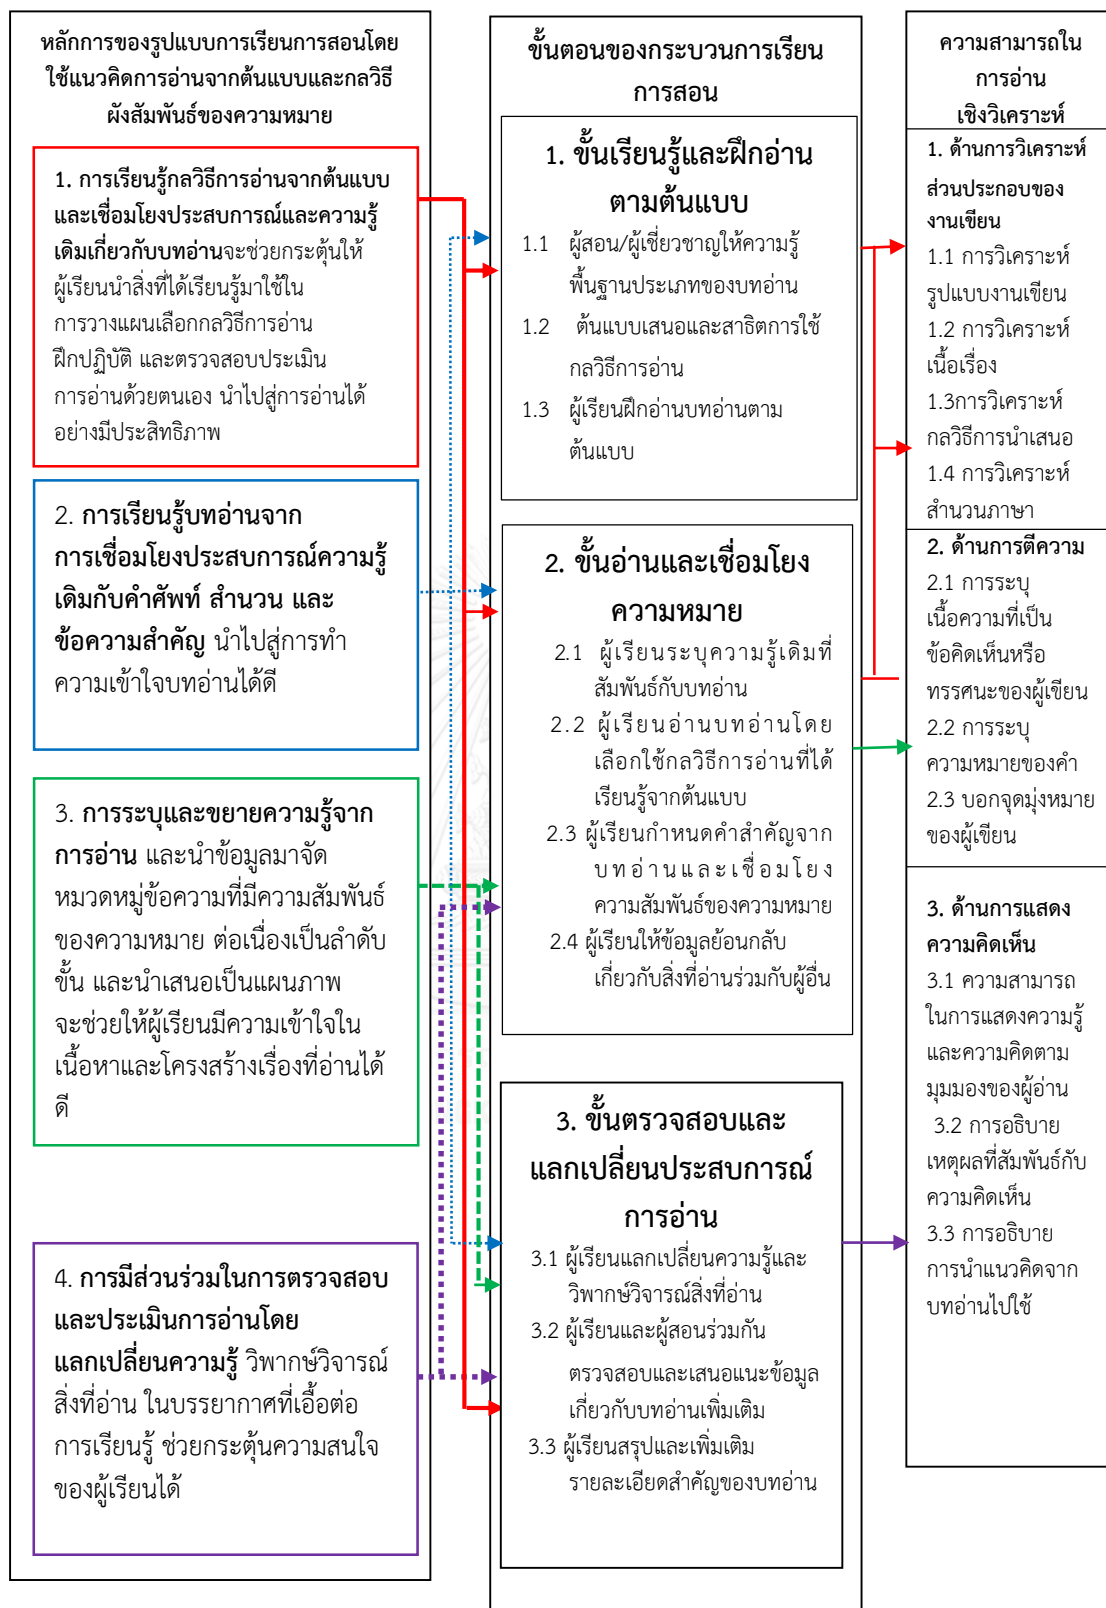 หลักการของรูปแบบการเรียนการสอนโดย
ใช้แนวคิดการอ่านจากต้นแบบและกลวิธี
ผังสัมพันธ์ของความหมาย
1. การเรียนรู้กลวิธีการอ่านจากต้นแบบ
และเชื่อมโยงประสบการณ์และความรู้
เดิมเกี่ยวกับบทอ่านจะช่วยกระตุ้นให้
ผู้เรียนนำสิ่งที่ได้เรียนรู้มาใช้ใน
การวางแผนเลือกกลวิธีการอ่าน
ฝึกปฏิบัติ และตรวจสอบประเมิน
การอ่านด้วยตนเอง นำไปสู่การอ่านได้
อย่างมีประสิทธิภาพ
2. การเรียนรู้บทอ่านจาก
การเชื่อมโยงประสบการณ์ความรู้
เดิมกับคำศัพท์ สำนวน และ
ข้อความสำคัญ นำไปสู่การทำ
ความเข้าใจบทอ่านได้ดี
3. การระบุและขยายความรู้จาก
การอ่าน และนำข้อมูลมาจัด
หมวดหมู่ข้อความที่มีความสัมพันธ์
ของความหมาย ต่อเนื่องเป็นลำดับ
ขั้น และนำเสนอเป็นแผนภาพ
จะช่วยให้ผู้เรียนมีความเข้าใจใน
เนื้อหาและโครงสร้างเรื่องที่อ่านได้
ดี
4. การมีส่วนร่วมในการตรวจสอบ
และประเมินการอ่านโดย
แลกเปลี่ยนความรู้ วิพากษ์วิจารณ์
สิ่งที่อ่าน ในบรรยากาศที่เอื้อต่อ
การเรียนรู้ ช่วยกระตุ้นความสนใจ
ของผู้เรียนได้
ขั้นตอนของกระบวนการเรียน
การสอน
1. ขั้นเรียนรู้และฝึกอ่าน
ตามต้นแบบ
1.1 ผู้สอน/ผู้เชี่ยวชาญให้ความรู้
พื้นฐานประเภทของบทอ่าน
1.2 ต้นแบบเสนอและสาธิตการใช้
กลวิธีการอ่าน
1.3 ผู้เรียนฝึกอ่านบทอ่านตาม
ต้นแบบ
2. ขั้นอ่านและเชื่อมโยง
ความหมาย
2.1 ผู้เรียนระบุความรู้เดิมที่
สัมพันธ์กับบทอ่าน
2.2 ผู้เรียนอ่านบทอ่านโดย
เลือกใช้กลวิธีการอ่านที่ได้
เรียนรู้จากต้นแบบ
2.3 ผู้เรียนกำหนดคำสำคัญจาก
บทอ่านและเชื่อมโยง
ความสัมพันธ์ของความหมาย
2.4 ผู้เรียนให้ข้อมูลย้อนกลับ
เกี่ยวกับสิ่งที่อ่านร่วมกับผู้อื่น
3. ขั้นตรวจสอบและ
แลกเปลี่ยนประสบการณ์
การอ่าน
3.1 ผู้เรียนแลกเปลี่ยนความรู้และ
วิพากษ์วิจารณ์สิ่งที่อ่าน
3.2 ผู้เรียนและผู้สอนร่วมกัน
ตรวจสอบและเสนอแนะข้อมูล
เกี่ยวกับบทอ่านเพิ่มเติม
3.3 ผู้เรียนสรุปและเพิ่มเติม
รายละเอียดสำคัญของบทอ่าน
ความสามารถใน
การอ่าน
เชิงวิเคราะห์
1. ด้านการวิเคราะห์
ส่วนประกอบของ
งานเขียน
1.1 การวิเคราะห์
รูปแบบงานเขียน
1.2 การวิเคราะห์
เนื้อเรื่อง
1.3การวิเคราะห์
กลวิธีการนำเสนอ
1.4 การวิเคราะห์
สำนวนภาษา
2. ด้านการตีความ
2.1 การระบุ
เนื้อความที่เป็น
ข้อคิดเห็นหรือ
ทรรศนะของผู้เขียน
2.2 การระบุ
ความหมายของคำ
2.3 บอกจุดมุ่งหมาย
ของผู้เขียน
3. ด้านการแสดง
ความคิดเห็น
3.1 ความสามารถ
ในการแสดงความรู้
และความคิดตาม
มุมมองของผู้อ่าน
3.2 การอธิบาย
เหตุผลที่สัมพันธ์กับ
ความคิดเห็น
3.3 การอธิบาย
การนำแนวคิดจาก
บทอ่านไปใช้